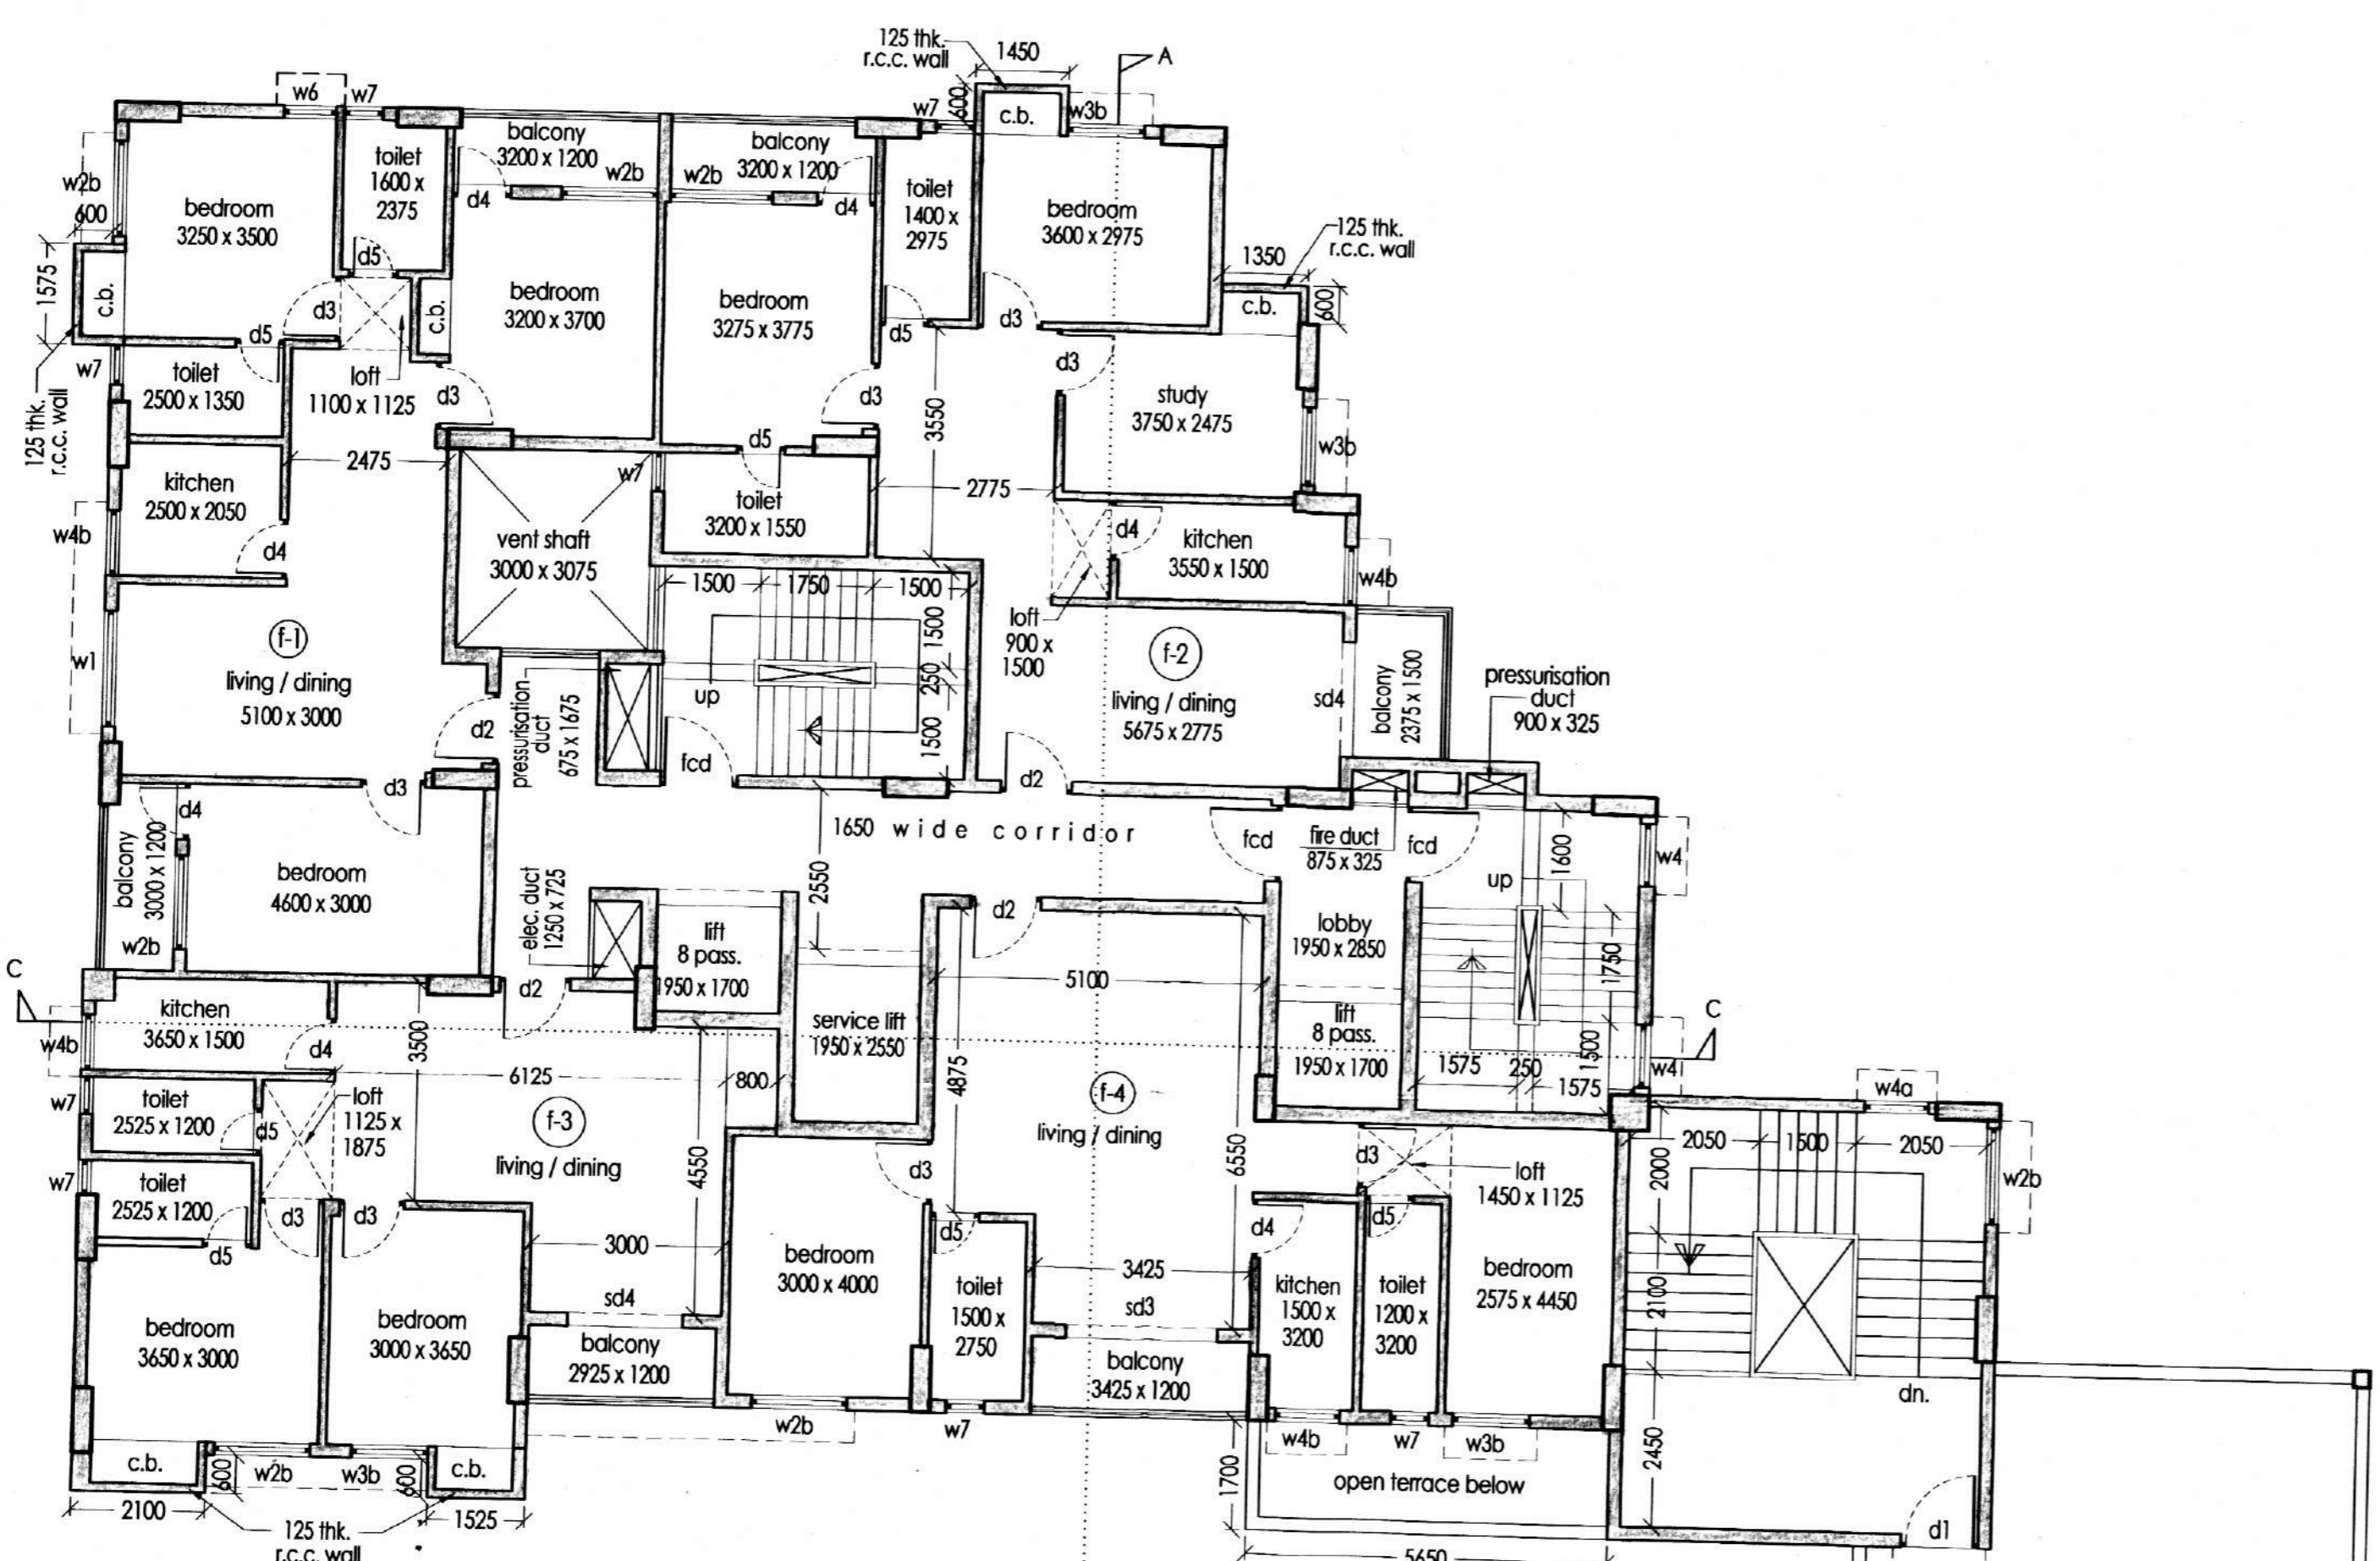 125 thk.
r.c.c. wall
1450
A
w6
w7
w7
600
c.b.
w3b
balcony
3200 x 1200
balcony
3200 x 1200
toilet
1600 x
2375
w2b
w2b
w2b
d4
d4
toilet
1400 x
2975
bedroom
3600 x 2975
600
bedroom
3250 x 3500
125 thk.
r.c.c. wall
1350
600
c.b.
1575
c.b.
d5
d3
c.b.
bedroom
3200 x 3700
bedroom
3275 x 3775
d5
d3
d5
w7
toilet
2500 x 1350
loft
1100 x 1125
d3
d3
3550
d3
study
3750 x 2475
w3b
125 thk.
r.c.c. wall
2475
d5
w7
kitchen
2500 x 2050
w4b
d4
toilet
3200 x 1550
2775
vent shaft
3000 x 3075
d4
kitchen
3550 x 1500
w4b
1500
1750
1500
1500
250
1500
loft
900 x
1500
f-1
living / dining
5100 x 3000
w1
f-2
living / dining
5675 x 2775
sd4
balcony
2375 x 1500
pressurisation
duct
900 x 325
up
d2
pressurisation
duct
675 x 1675
fcd
d2
d3
d4
balcony
3000 x 1200
w2b
bedroom
4600 x 3000
1650 wide corridor
2550
fcd
fire duct
875 x 325
fcd
1600
w4
up
elec. duct
1250 x 725
lift
8 pass.
1950 x 1700
d2
lobby
1950 x 2850
1750
C
d2
5100
kitchen
3650 x 1500
w4b
d4
3500
service lift
1950 x 2550
lift
8 pass.
1950 x 1700
C
1500
w4
1575
250
1575
6125
800
4875
w7
toilet
2525 x 1200
d5
loft
1125 x
1875
f-3
living / dining
f-4
living / dining
w4a
2050
1500
2050
w2b
w7
toilet
2525 x 1200
d5
4550
d3
6550
d3
loft
1450 x 1125
2000
d3
d3
d5
d4
d5
3000
bedroom
3000 x 4000
toilet
1500 x
2750
3425
kitchen
1500 x
3200
toilet
1200 x
3200
bedroom
2575 x 4450
2100
sd4
sd3
bedroom
3650 x 3000
bedroom
3000 x 3650
balcony
2925 x 1200
balcony
3425 x 1200
dn.
w2b
w7
w4b
w7
w3b
2450
c.b.
600
w2b
w3b
600
c.b.
1700
open terrace below
2100
125 thk.
r.c.c. wall
1525
d1
5650